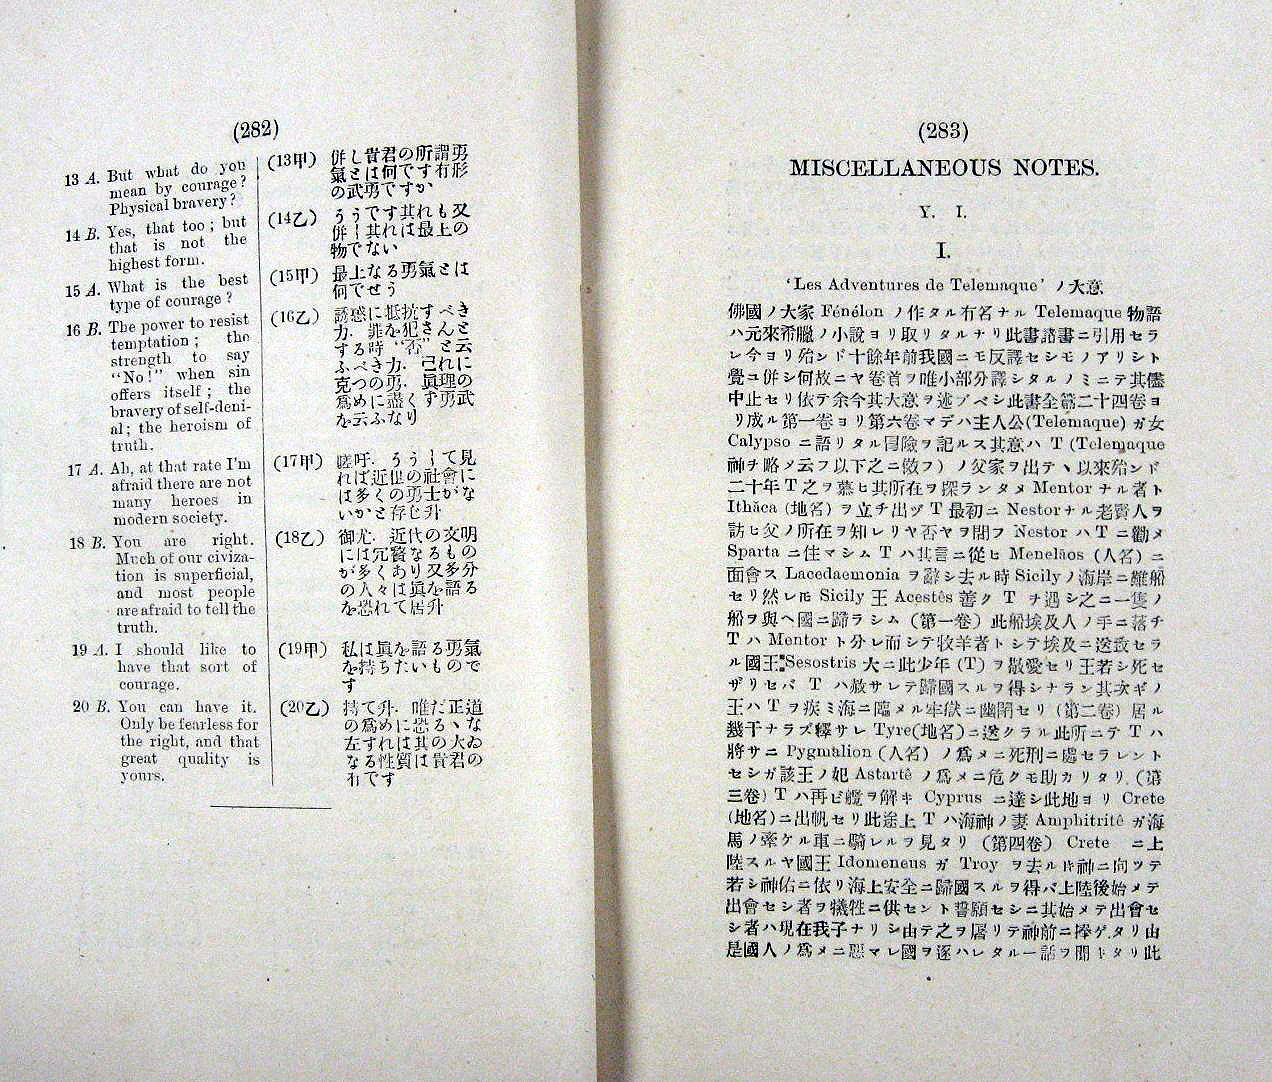 (282)
13 A. But what do you
mean by courage?
Physical bravery?
14 B. Yes, that too; but
that is not the
highest form.
15 A. What is the best
type of courage?
16 B. The power to resist
temptation; the
strength to say
“No!” when sin
offers itself; the
bravery of self-deni-
al; the heroism of
truth.
17 A. Ah, at that rate I'm
afraid there are not
many heroes in
modern society.
18 B. You are right.
Much of our civiza-
tion is superficial,
and most people
are afraid to tell the
truth.
19 A. I should like to
have that sort of
courage.
20 B. You can have it.
Only be fearless for
the right, and that
great quality is
yours.
(13甲) 併し貴君の所謂勇
氣とは何です有形
の武勇ですか
(14乙) さうです其れも又
併し其れは最上の
物でない
(15甲) 最上なる勇氣とは
何でせう
(16乙) 誘惑に抵抗すべき
力. 罪を犯さんと
する時 “否” と云
ふべき力. 己れに
克つの勇. 眞理の
爲めに盡くす勇武
を云ふなり
(17甲) 嗟吁. さうして見
れば近世の社會に
は多くの勇士がな
いかと存じ升
(18乙) 御尤. 近代の文明
には冗贅なるもの
が多くあり又多分
の人々は眞を語る
を恐れて居升
(19甲) 私は眞を語る勇氣
を持ちたいもので
す
(20乙) 持て升. 唯だ正道
の爲めに恐るヽな
左すれは其の大ゐ
なる性質は貴君の
有です
(283)
MISCELLANEOUS NOTES.
Y. I.
I.
‘Les Adventures de Telemaque’ ノ大意
佛國ノ大家 Fénélon ノ作タル有名ナル Telemaque 物語
ハ元來希臘ノ小說ヨリ取リタルナリ此書諸書ニ引用セラ
レ今ヨリ殆ンド十餘年前我國ニモ反譯セシモノアリシト
覺ユ併シ何故ニヤ卷首ヲ唯小部分譯シタルノミニテ其儘
中止セリ依テ余今其大意ヲ述ブベシ此書全篇二十四卷ヨ
リ成ル第一卷ヨリ第六卷マデハ主人公(Telemaque) ガ女
Calypso ニ語リタル冒險ヲ記ルス其意ハ T (Telemaque
神チ略メ云フ以下之ニ倣フ) ノ父家ヲ出テヽ以來殆ンド
二十年 T 之ヲ慕ヒ其所在ヲ探ランタメ Mentor ナル者ト
Ithăca (地名) ヲ立チ出ヅ T 最初ニ Nestor ナル老賢人ヲ
訪ヒ父ノ所在ヲ知レリヤ否ヤヲ問フ Nestor ハ T ニ勸メ
Sparta ニ往マシム T ハ其言ニ從ヒ Menelāos (人名) ニ
面會ス Lacedaemonia ヲ辭シ去ル時 Sicily ノ海岸ニ難船
セリ然レ𪜈 Sicily 王 Acestês 善ク T チ遇シ之ニ一隻ノ
船ヲ與ヘ國ニ歸ラシム (第一卷) 此船埃及人ノ手ニ落チ
T ハ Mentor ト分レ而シテ牧羊者トシテ埃及ニ送致セラ
ル國王 Sesostris 大ニ此少年 (T) ヲ敬愛セリ王若シ死セ
ザリセバ T ハ赦サレテ歸國スルヲ得シナラン其次ギノ
王ハ T ヲ疾ミ海ニ臨メル牢獄ニ幽閉セリ (第二卷) 居ル
幾干ナラズ釋サレ Tyre(地名)ニ送クラル此所ニテ T ハ
將サニ Pygmălion (人名) ノ爲メニ死刑ニ處セラレント
セシガ該王ノ妃 Astartê ノ爲メニ危クモ助カリタリ. (第
三卷) T ハ再ビ纜ヲ解キ Cyprus ニ達シ此地ヨリ Crete
(地名)ニ出帆セリ此途上 T ハ海神ノ妻 Amphitritê ガ海
馬ノ牽ケル車ニ騎レルヲ見タリ (第四卷) Crete ニ上
陸スルヤ國王 Idomeneus ガ Troy ヲ去ル時神ニ向ツテ
若シ神佑ニ依リ海上安全ニ歸國スルヲ得バ上陸後始メテ
出會セシ者ヲ犧牲ニ供セント誓願セシニ其始メテ出會セ
シ者ハ現在我子ナリシ由テ之ヲ屠リテ神前ニ捧ゲタリ由
是國人ノ爲メニ惡マレ國ヲ逐ハレタル一話ヲ聞キタリ此